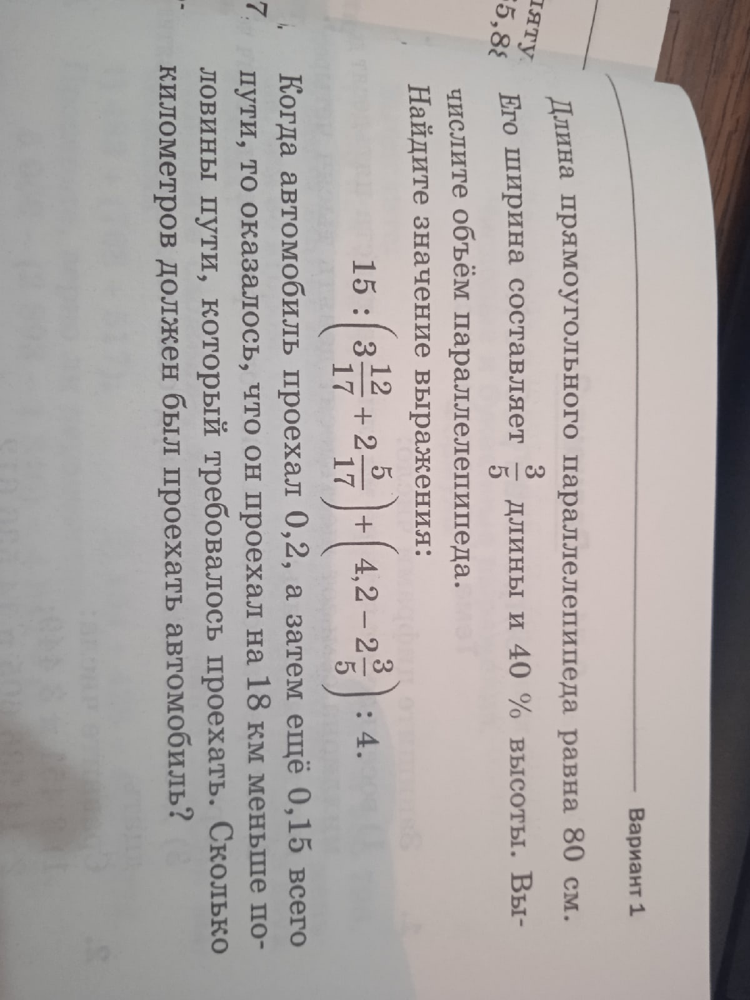 Вариант 1
Длина прямоугольного параллелепипеда равна 80 см.
Его ширина составляет 3/5 длины и 40 % высоты. Вы-
числите объём параллелепипеда.
Найдите значение выражения:
15 : (3 12/17 + 2 5/17) + (4,2 − 2 3/5) : 4.
Когда автомобиль проехал 0,2, а затем ещё 0,15 всего
пути, то оказалось, что он проехал на 18 км меньше по-
ловины пути, который требовалось проехать. Сколько
километров должен был проехать автомобиль?